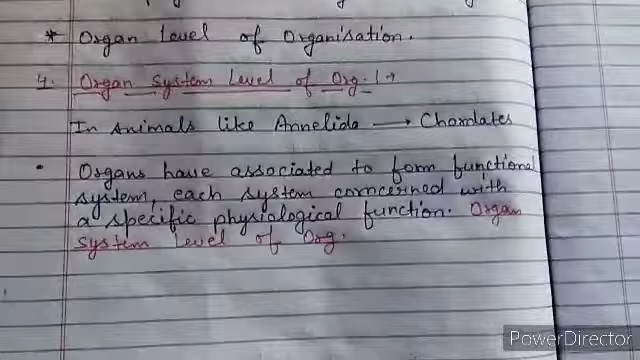 * Organ Level of Organisation.
4. Organ System Level of Org. ! →
In Animals like Annelida → Chordates
• Organs have associated to form functional
system, each system corncerned with
a specific physiological function. Organ
system Level of Org.
PowerDirector